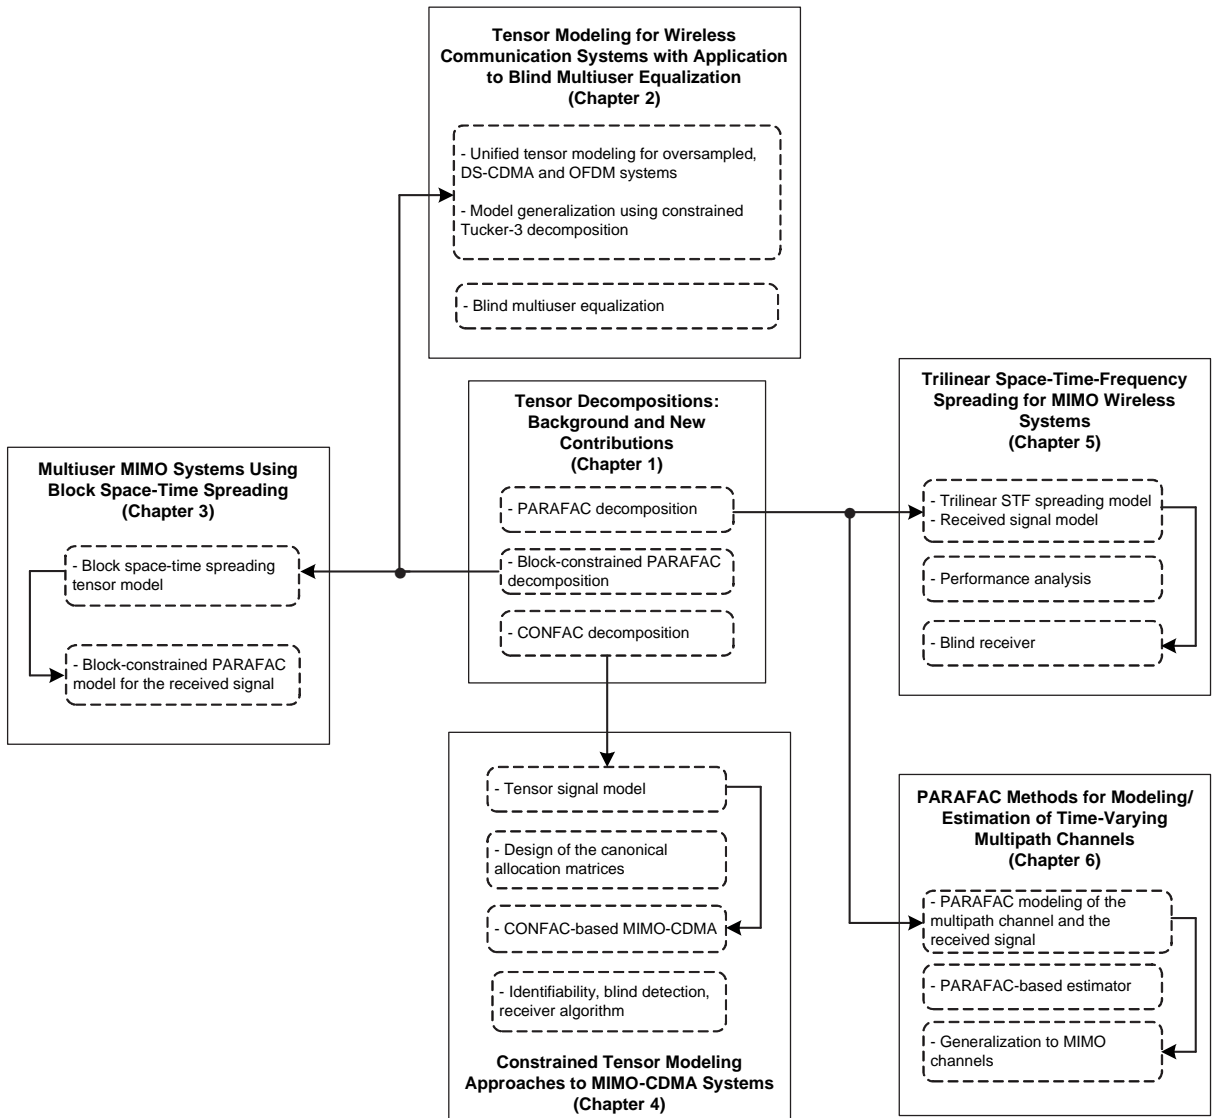 Tensor Modeling for Wireless
Communication Systems with Application
to Blind Multiuser Equalization
(Chapter 2)
- Unified tensor modeling for oversampled,
DS-CDMA and OFDM systems
- Model generalization using constrained
Tucker-3 decomposition
- Blind multiuser equalization
Tensor Decompositions:
Background and New
Contributions
(Chapter 1)
- PARAFAC decomposition
- Block-constrained PARAFAC
decomposition
- CONFAC decomposition
Multiuser MIMO Systems Using
Block Space-Time Spreading
(Chapter 3)
- Block space-time spreading
tensor model
- Block-constrained PARAFAC
model for the received signal
Trilinear Space-Time-Frequency
Spreading for MIMO Wireless
Systems
(Chapter 5)
- Trilinear STF spreading model
- Received signal model
- Performance analysis
- Blind receiver
- Tensor signal model
- Design of the canonical
allocation matrices
- CONFAC-based MIMO-CDMA
- Identifiability, blind detection,
receiver algorithm
Constrained Tensor Modeling
Approaches to MIMO-CDMA Systems
(Chapter 4)
PARAFAC Methods for Modeling/
Estimation of Time-Varying
Multipath Channels
(Chapter 6)
- PARAFAC modeling of the
multipath channel and the
received signal
- PARAFAC-based estimator
- Generalization to MIMO
channels